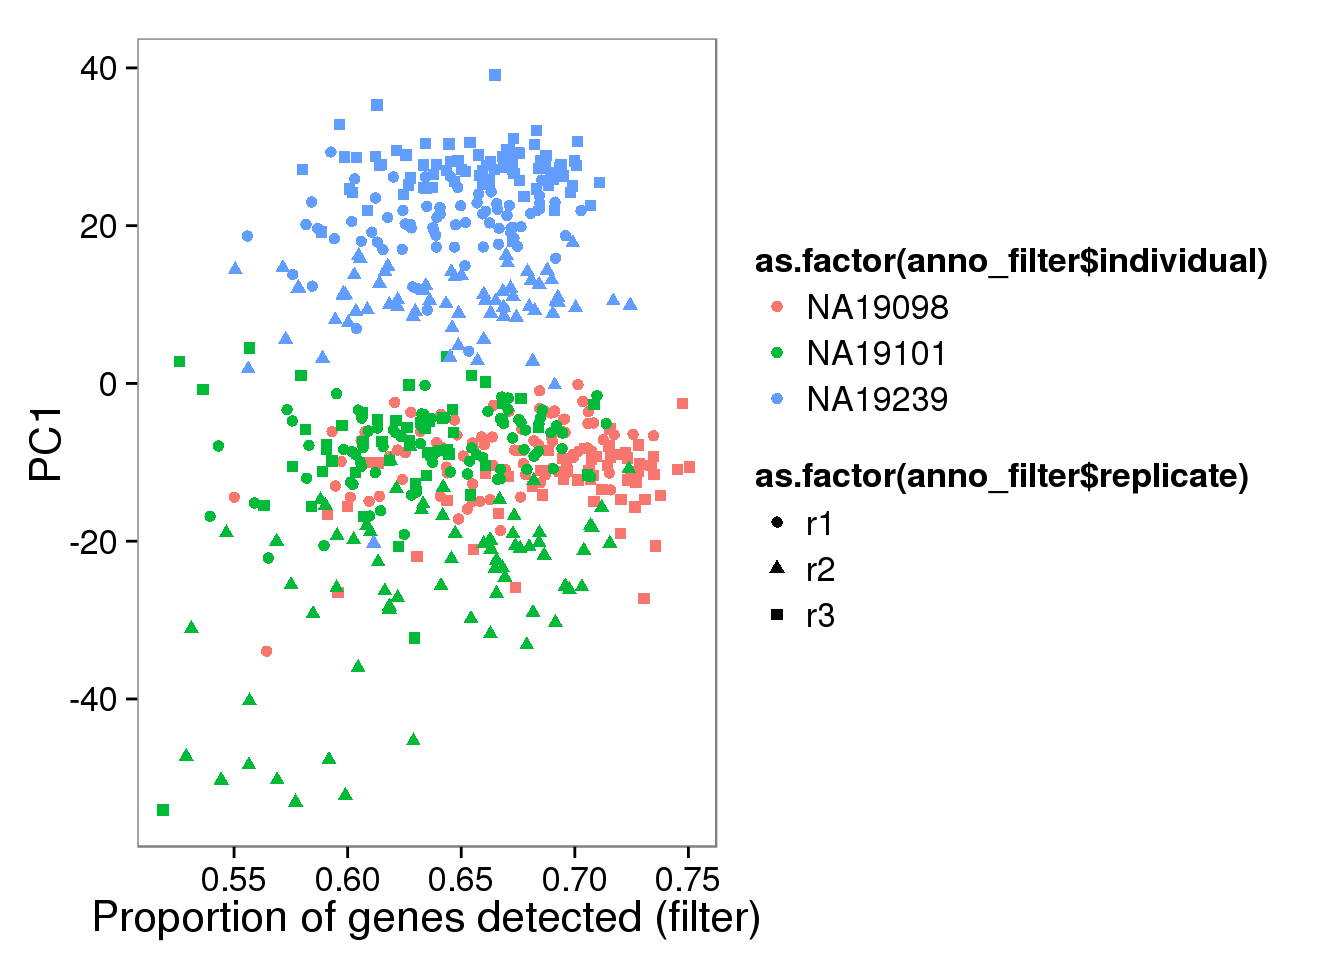 40
20
0
-20
-40
PC1
0.55 0.60 0.65 0.70 0.75
Proportion of genes detected (filter)
as.factor(anno_filter$individual)
NA19098
NA19101
NA19239
as.factor(anno_filter$replicate)
r1
r2
r3